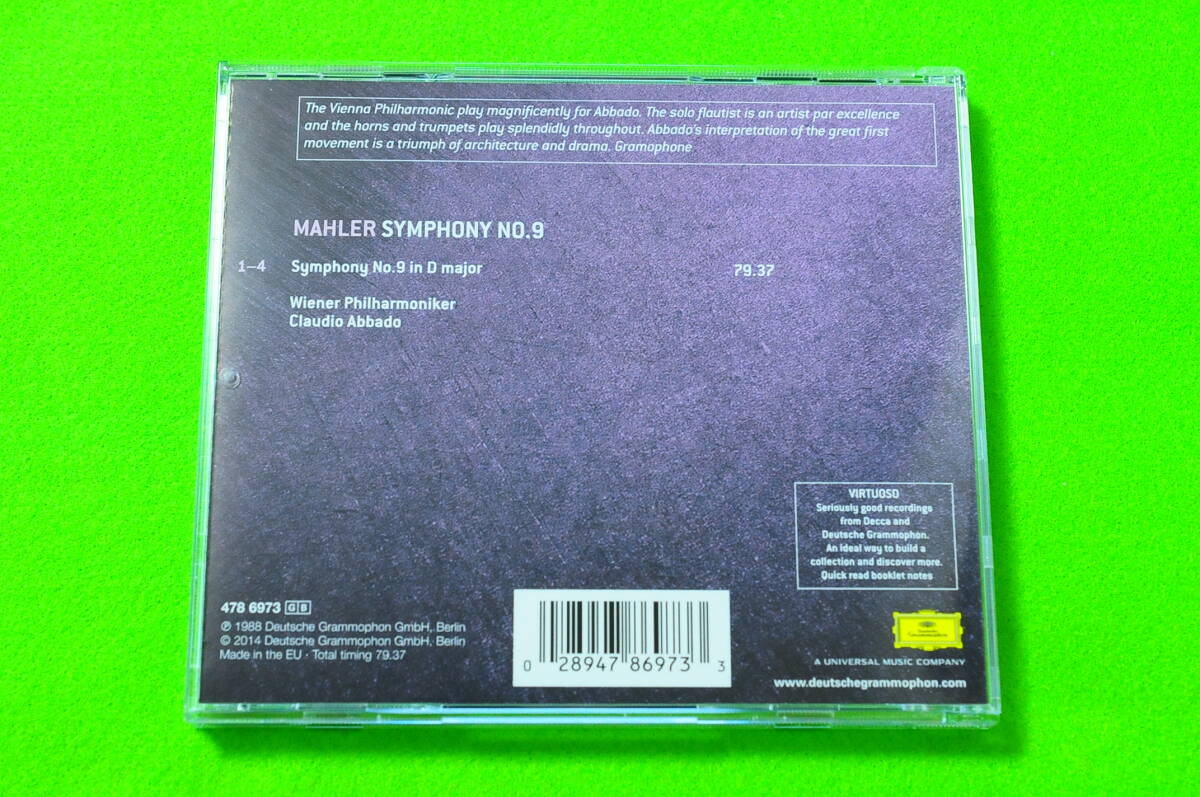 The Vienna Philharmonic play magnificently for Abbado. The solo flautist is an artist par excellence
and the horns and trumpets play splendidly throughout. Abbado's interpretation of the great first
movement is a triumph of architecture and drama. Gramophone
MAHLER SYMPHONY NO.9
1–4 Symphony No.9 in D major 79.37
Wiener Philharmoniker
Claudio Abbado
VIRTUOSO
Seriously good recordings
from Decca and
Deutsche Grammophon.
An ideal way to build a
collection and discover more.
Quick read booklet notes
478 6973 GB
℗ 1988 Deutsche Grammophon GmbH, Berlin
© 2014 Deutsche Grammophon GmbH, Berlin
Made in the EU · Total timing 79.37
0 28947 86973 3
Deutsche
Grammophon
A UNIVERSAL MUSIC COMPANY
www.deutschegrammophon.com